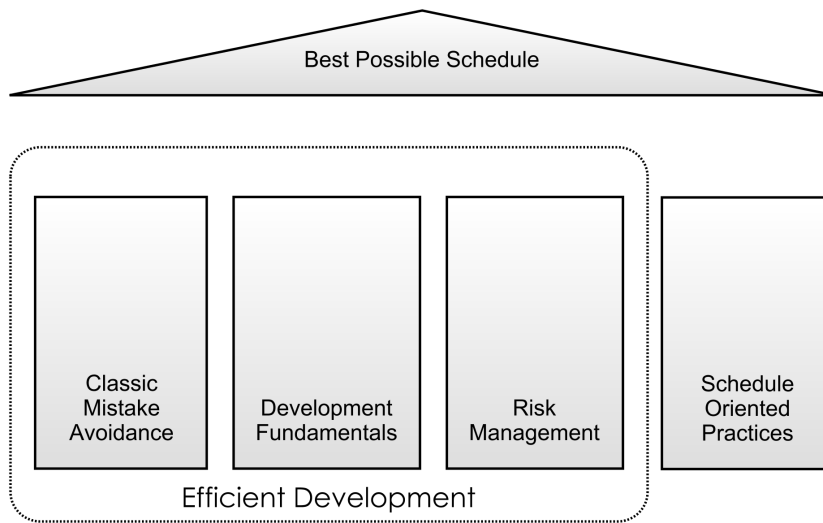 Best Possible Schedule
Classic
Mistake
Avoidance
Development
Fundamentals
Risk
Management
Schedule
Oriented
Practices
Efficient Development